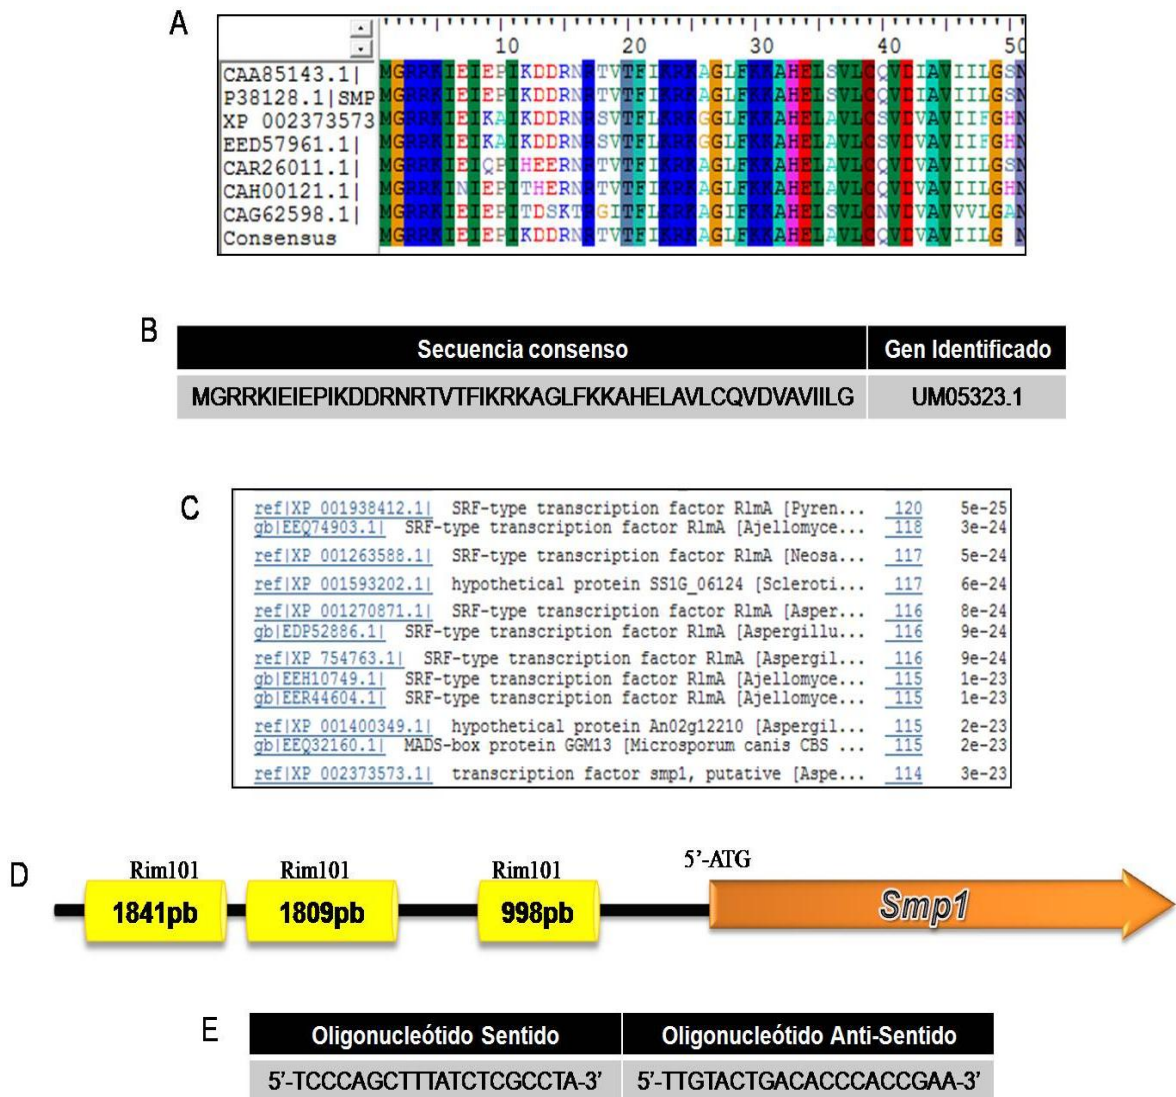 A
10 20 30 40 50
CAA85143.1| MGRRKIEIEPIKDDRNRTVTFIKRKAGLFKKAHELSVLCQVDIAVIILGSN
P38128.1|SMP MGRRKIEIEPIKDDRNRTVTFIKRKAGLFKKAHELSVLCQVDIAVIILGSN
XP 002373573 MGRRKIEIKAIKDDRNRSVTFLKRKGGLFKKAHELAVLCSVDVAVIIFGHN
EED57961.1| MGRRKIEIKAIKDDRNRSVTFLKRKGGLFKKAHELAVLCSVDVAVIIFGHN
CAR26011.1| MGRRKIEIQPIHEERNRTVTFIKRKAGLFKKAHELSVLCQVDVAVIILGSN
CAH00121.1| MGRRKINIEPITHERNRTVTFIKRKAGLFKKAHELAVLCQVDVAVIILGHN
CAG62598.1| MGRRKIEIEPITDSKTRGITFLKRKAGIFKKAHELSVLCNVDVAVVVLGAN
Consensus MGRRKIEIEPIKDDRNRTVTFIKRKAGLFKKAHELAVLCQVDVAVIILG N
B
Secuencia consenso Gen Identificado
MGRRKIEIEPIKDDRNRTVTFIKRKAGLFKKAHELAVLCQVDVAVIILG UM05323.1
C
ref|XP 001938412.1| SRF-type transcription factor RlmA [Pyren... 120 5e-25
gb|EEQ74903.1| SRF-type transcription factor RlmA [Ajellomyce... 118 3e-24
ref|XP 001263588.1| SRF-type transcription factor RlmA [Neosa... 117 5e-24
ref|XP 001593202.1| hypothetical protein SS1G_06124 [Scleroti... 117 6e-24
ref|XP 001270871.1| SRF-type transcription factor RlmA [Asper... 116 8e-24
gb|EDP52886.1| SRF-type transcription factor RlmA [Aspergillu... 116 9e-24
ref|XP 754763.1| SRF-type transcription factor RlmA [Aspergil... 116 9e-24
gb|EEH10749.1| SRF-type transcription factor RlmA [Ajellomyce... 115 1e-23
gb|EER44604.1| SRF-type transcription factor RlmA [Ajellomyce... 115 1e-23
ref|XP 001400349.1| hypothetical protein An02g12210 [Aspergil... 115 2e-23
gb|EEQ32160.1| MADS-box protein GGM13 [Microsporum canis CBS ... 115 2e-23
ref|XP 002373573.1| transcription factor smp1, putative [Aspe... 114 3e-23
D
Rim101 Rim101 Rim101 5'-ATG
1841pb 1809pb 998pb Smp1
E
Oligonucleótido Sentido Oligonucleótido Anti-Sentido
5'-TCCCAGCTTTATCTCGCCTA-3' 5'-TTGTACTGACACCCACCGAA-3'